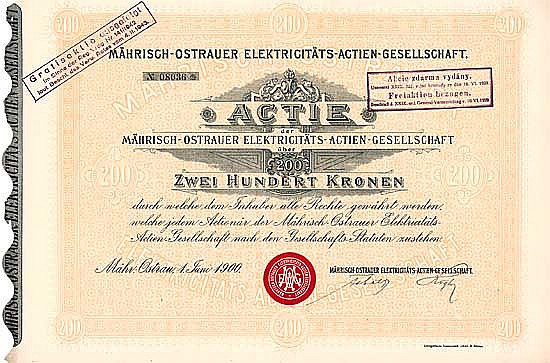 Gratisaktie ausgefolgt
MÄHRISCH-OSTRAUER ELEKTRICITÄTS-ACTIEN-GESELLSCHAFT.
No 08036
Akcie zdarma vydány.
Freiaktien bezogen.
ACTIE
der
MÄHRISCH-OSTRAUER ELEKTRICITÄTS-ACTIEN-GESELLSCHAFT
über
200
ZWEI HUNDERT KRONEN
durch welche dem Inhaber alle Rechte gewährt werden,
welche jedem Actionär der Mährisch-Ostrauer Elektricitäts-
Actien-Gesellschaft nach den Gesellschafts-Statuten zustehen.
Mähr.-Ostrau, 1. Juni 1900.
MÄHRISCH-OSTRAUER ELEKTRICITÄTS-ACTIEN-GESELLSCHAFT.
200
200
200